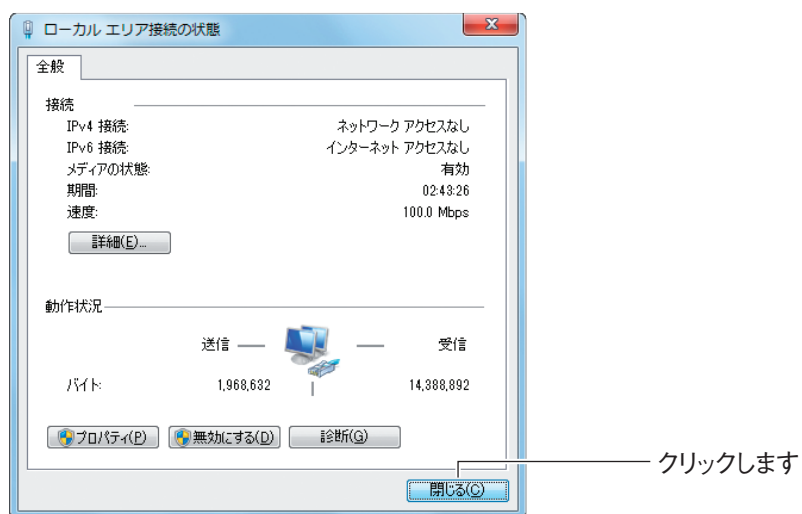 ローカル エリア接続の状態
全般
接続
IPv4 接続: ネットワーク アクセスなし
IPv6 接続: インターネット アクセスなし
メディアの状態: 有効
期間: 02:43:26
速度: 100.0 Mbps
詳細(E)...
動作状況
送信 受信
バイト: 1,968,632 14,388,892
プロパティ(P) 無効にする(D) 診断(G)
クリックします
閉じる(C)